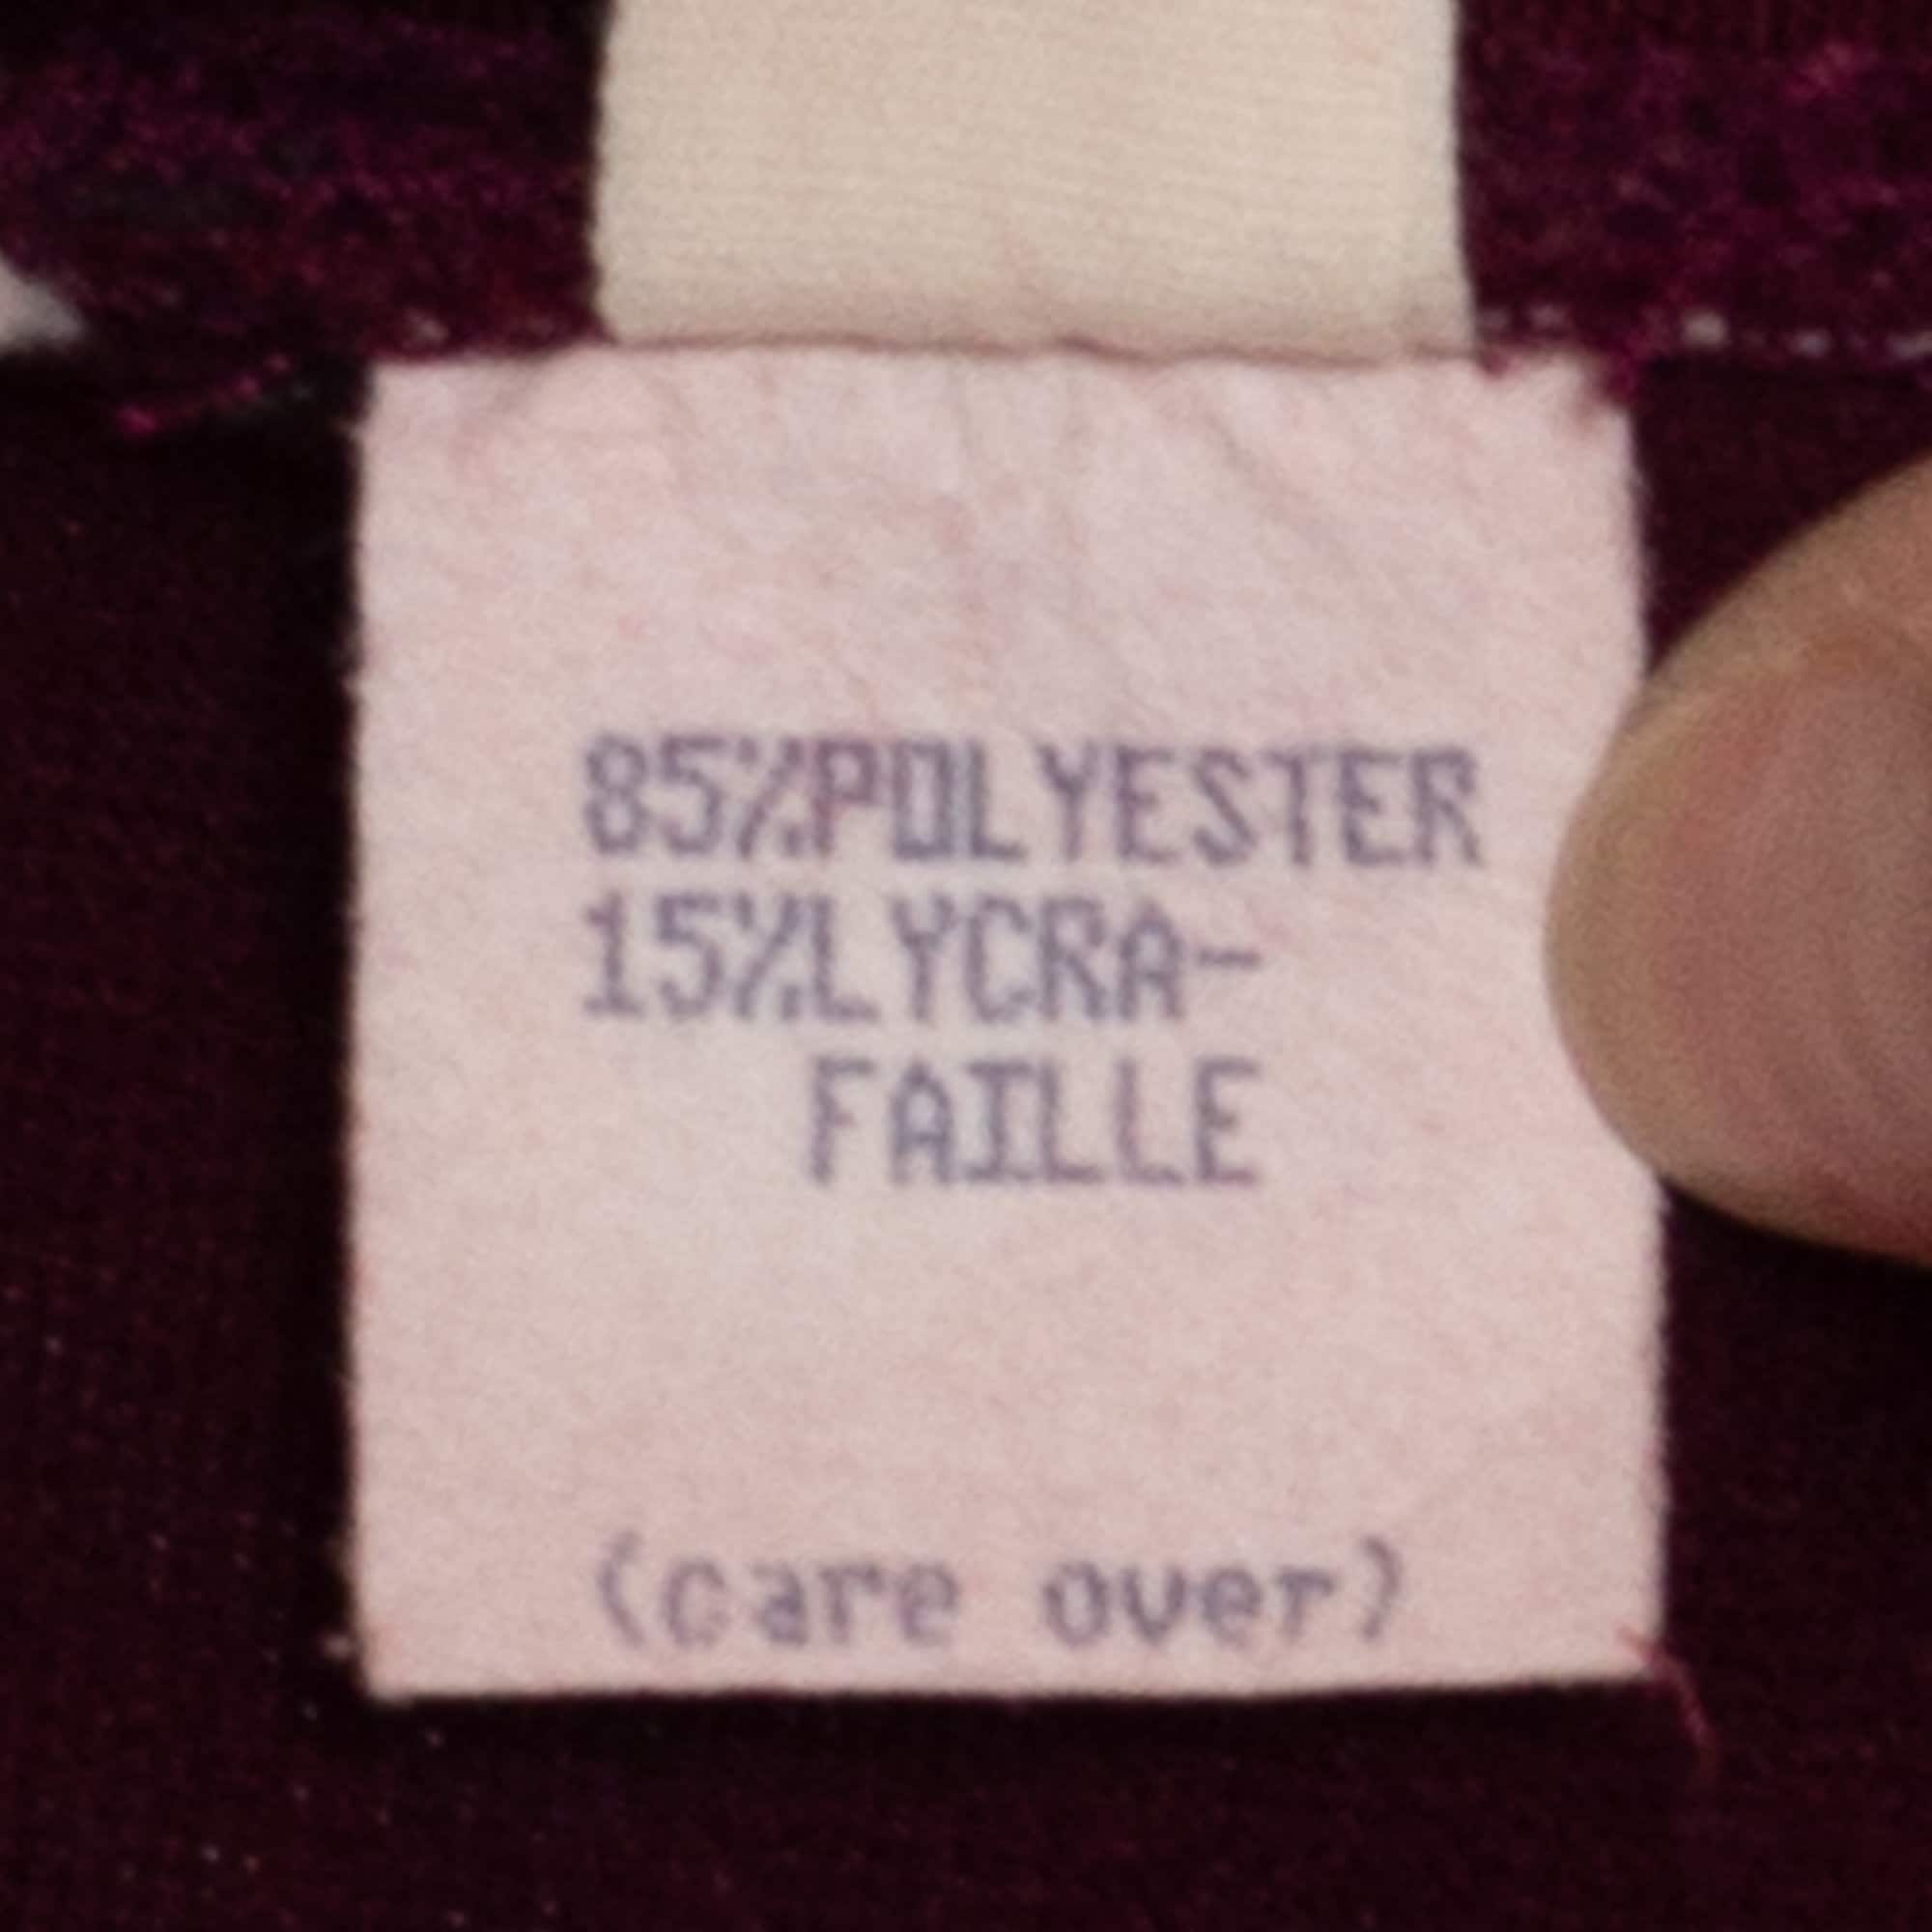 85%POLYESTER
15%LYCRA-
FAILLE
(care over)